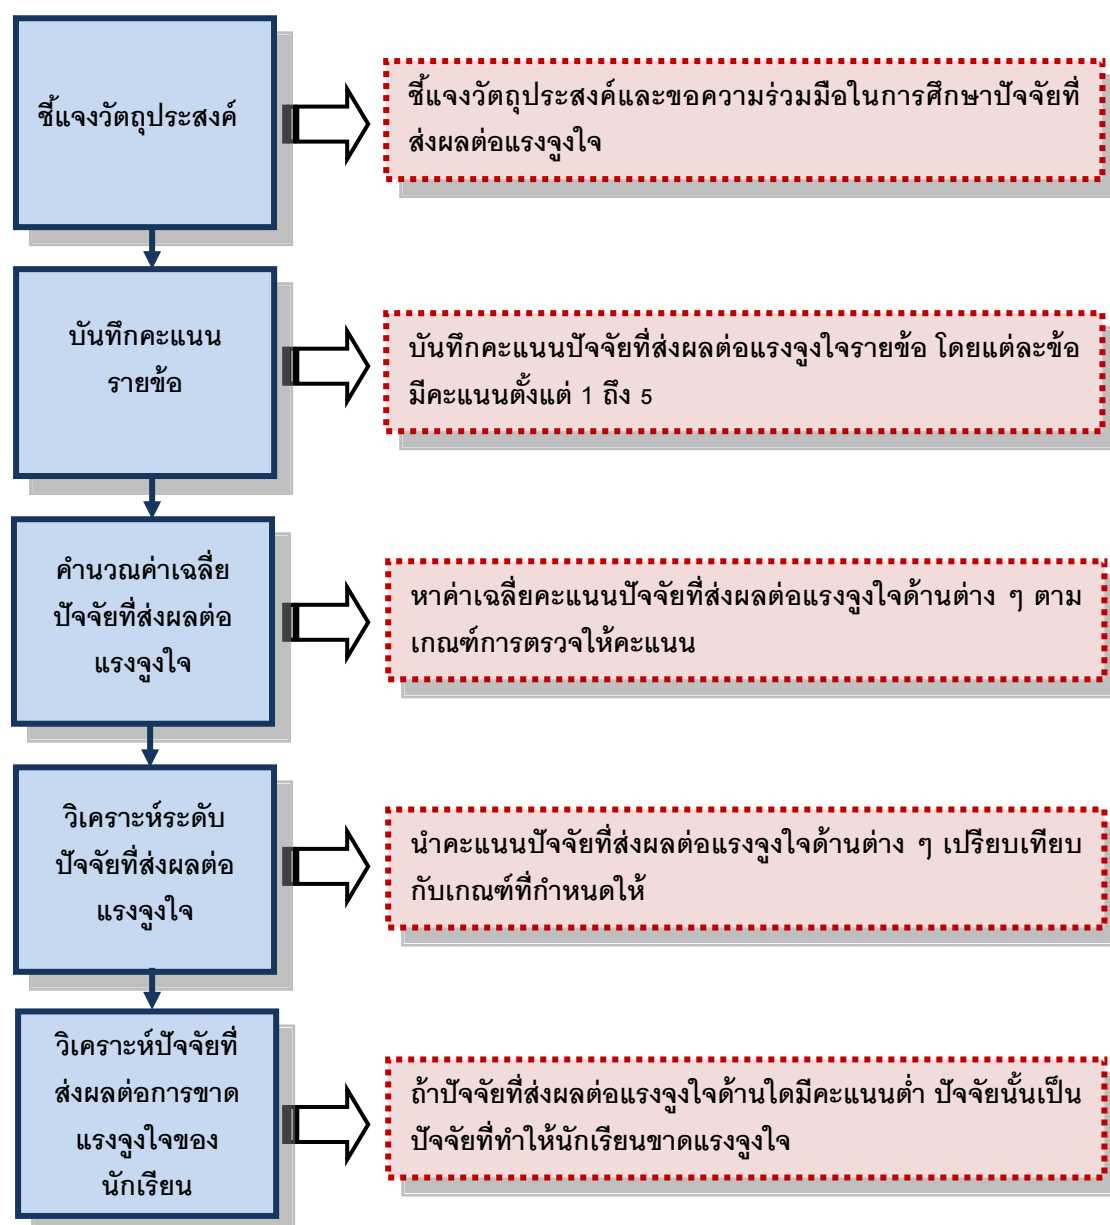 ชี้แจงวัตถุประสงค์
ชี้แจงวัตถุประสงค์และขอความร่วมมือในการศึกษาปัจจัยที่
ส่งผลต่อแรงจูงใจ
บันทึกคะแนน
รายข้อ
บันทึกคะแนนปัจจัยที่ส่งผลต่อแรงจูงใจรายข้อ โดยแต่ละข้อ
มีคะแนนตั้งแต่ 1 ถึง 5
คำนวณค่าเฉลี่ย
ปัจจัยที่ส่งผลต่อ
แรงจูงใจ
หาค่าเฉลี่ยคะแนนปัจจัยที่ส่งผลต่อแรงจูงใจด้านต่าง ๆ ตาม
เกณฑ์การตรวจให้คะแนน
วิเคราะห์ระดับ
ปัจจัยที่ส่งผลต่อ
แรงจูงใจ
นำคะแนนปัจจัยที่ส่งผลต่อแรงจูงใจด้านต่าง ๆ เปรียบเทียบ
กับเกณฑ์ที่กำหนดให้
วิเคราะห์ปัจจัยที่
ส่งผลต่อการขาด
แรงจูงใจของ
นักเรียน
ถ้าปัจจัยที่ส่งผลต่อแรงจูงใจด้านใดมีคะแนนต่ำ ปัจจัยนั้นเป็น
ปัจจัยที่ทำให้นักเรียนขาดแรงจูงใจ